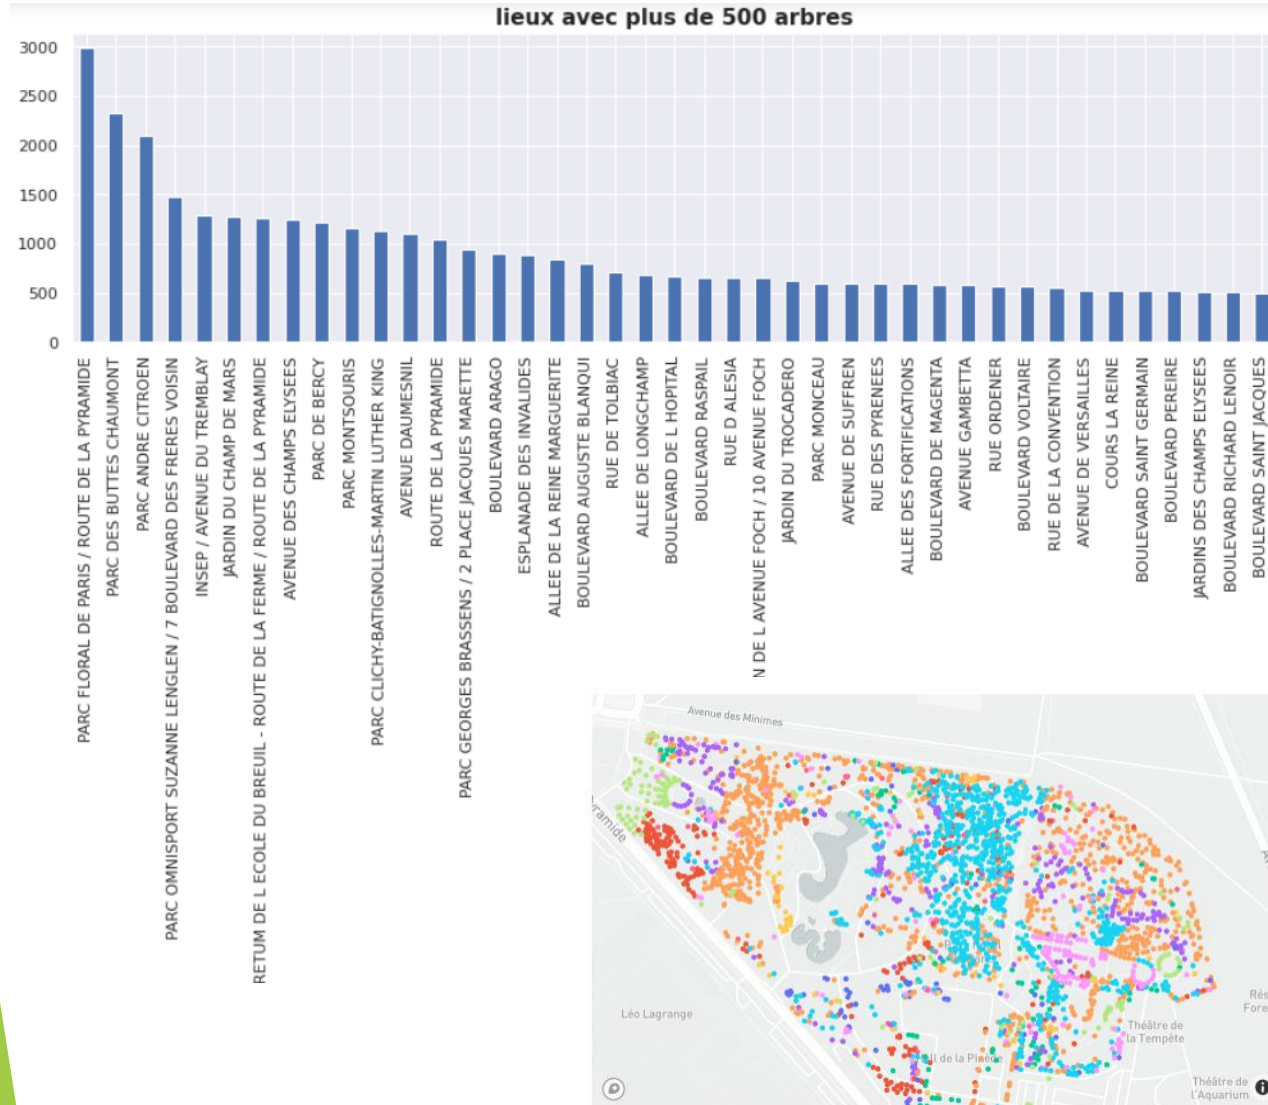 lieux avec plus de 500 arbres
3000
2500
2000
1500
1000
500
0
PARC FLORAL DE PARIS / ROUTE DE LA PYRAMIDE
PARC DES BUTTES CHAUMONT
PARC ANDRE CITROEN
PARC OMNISPORT SUZANNE LENGLEN / 7 BOULEVARD DES FRERES VOISIN
INSEP / AVENUE DU TREMBLAY
JARDIN DU CHAMP DE MARS
RETUM DE L ECOLE DU BREUIL - ROUTE DE LA FERME / ROUTE DE LA PYRAMIDE
AVENUE DES CHAMPS ELYSEES
PARC DE BERCY
PARC MONTSOURIS
PARC CLICHY-BATIGNOLLES-MARTIN LUTHER KING
AVENUE DAUMESNIL
ROUTE DE LA PYRAMIDE
PARC GEORGES BRASSENS / 2 PLACE JACQUES MARETTE
BOULEVARD ARAGO
ESPLANADE DES INVALIDES
ALLEE DE LA REINE MARGUERITE
BOULEVARD AUGUSTE BLANQUI
RUE DE TOLBIAC
ALLEE DE LONGCHAMP
BOULEVARD DE L HOPITAL
BOULEVARD RASPAIL
RUE D ALESIA
N DE L AVENUE FOCH / 10 AVENUE FOCH
JARDIN DU TROCADERO
PARC MONCEAU
AVENUE DE SUFFREN
RUE DES PYRENEES
ALLEE DES FORTIFICATIONS
BOULEVARD DE MAGENTA
AVENUE GAMBETTA
RUE ORDENER
BOULEVARD VOLTAIRE
RUE DE LA CONVENTION
AVENUE DE VERSAILLES
COURS LA REINE
BOULEVARD SAINT GERMAIN
BOULEVARD PEREIRE
JARDINS DES CHAMPS ELYSEES
BOULEVARD RICHARD LENOIR
BOULEVARD SAINT JACQUES
Avenue des Minimes
yramide
Léo Lagrange
ll de la Pinède
Théâtre de
la Tempête
Rés
Fore
Théâtre de
l'Aquarium